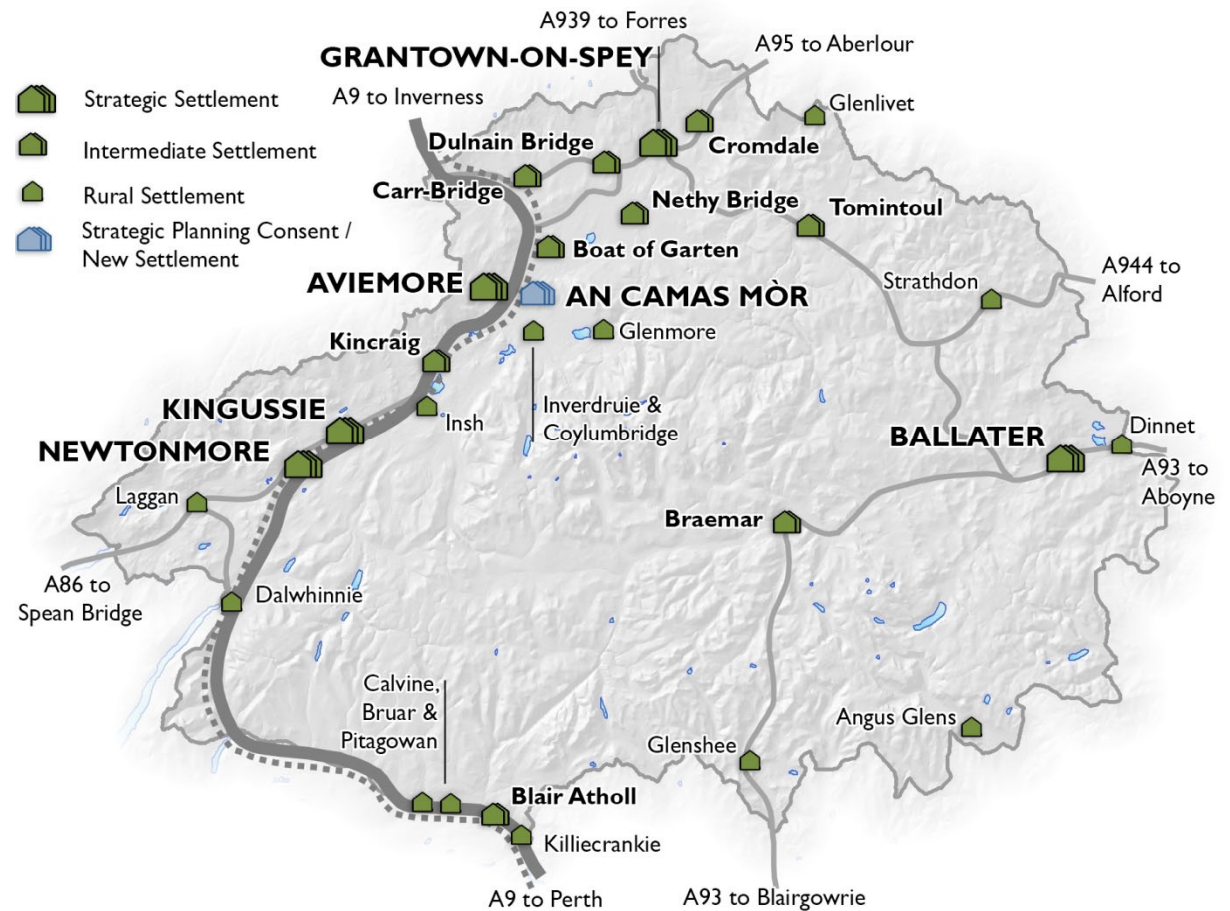 A939 to Forres
GRANTOWN-ON-SPEY
A95 to Aberlour
Strategic Settlement
Intermediate Settlement
Rural Settlement
Strategic Planning Consent /
New Settlement
A9 to Inverness
Glenlivet
Dulnain Bridge
Cromdale
Carr-Bridge
Nethy Bridge
Tomintoul
Boat of Garten
AVIEMORE
AN CAMAS MÒR
Strathdon
A944 to
Alford
Glenmore
Kincraig
Inverdruie &
Coylumbridge
KINGUSSIE
Insh
NEWTONMORE
BALLATER
Dinnet
A93 to
Aboyne
Laggan
Braemar
A86 to
Spean Bridge
Dalwhinnie
Calvine,
Bruar &
Pitagowan
Angus Glens
Glenshee
Blair Atholl
Killiecrankie
A9 to Perth
A93 to Blairgowrie